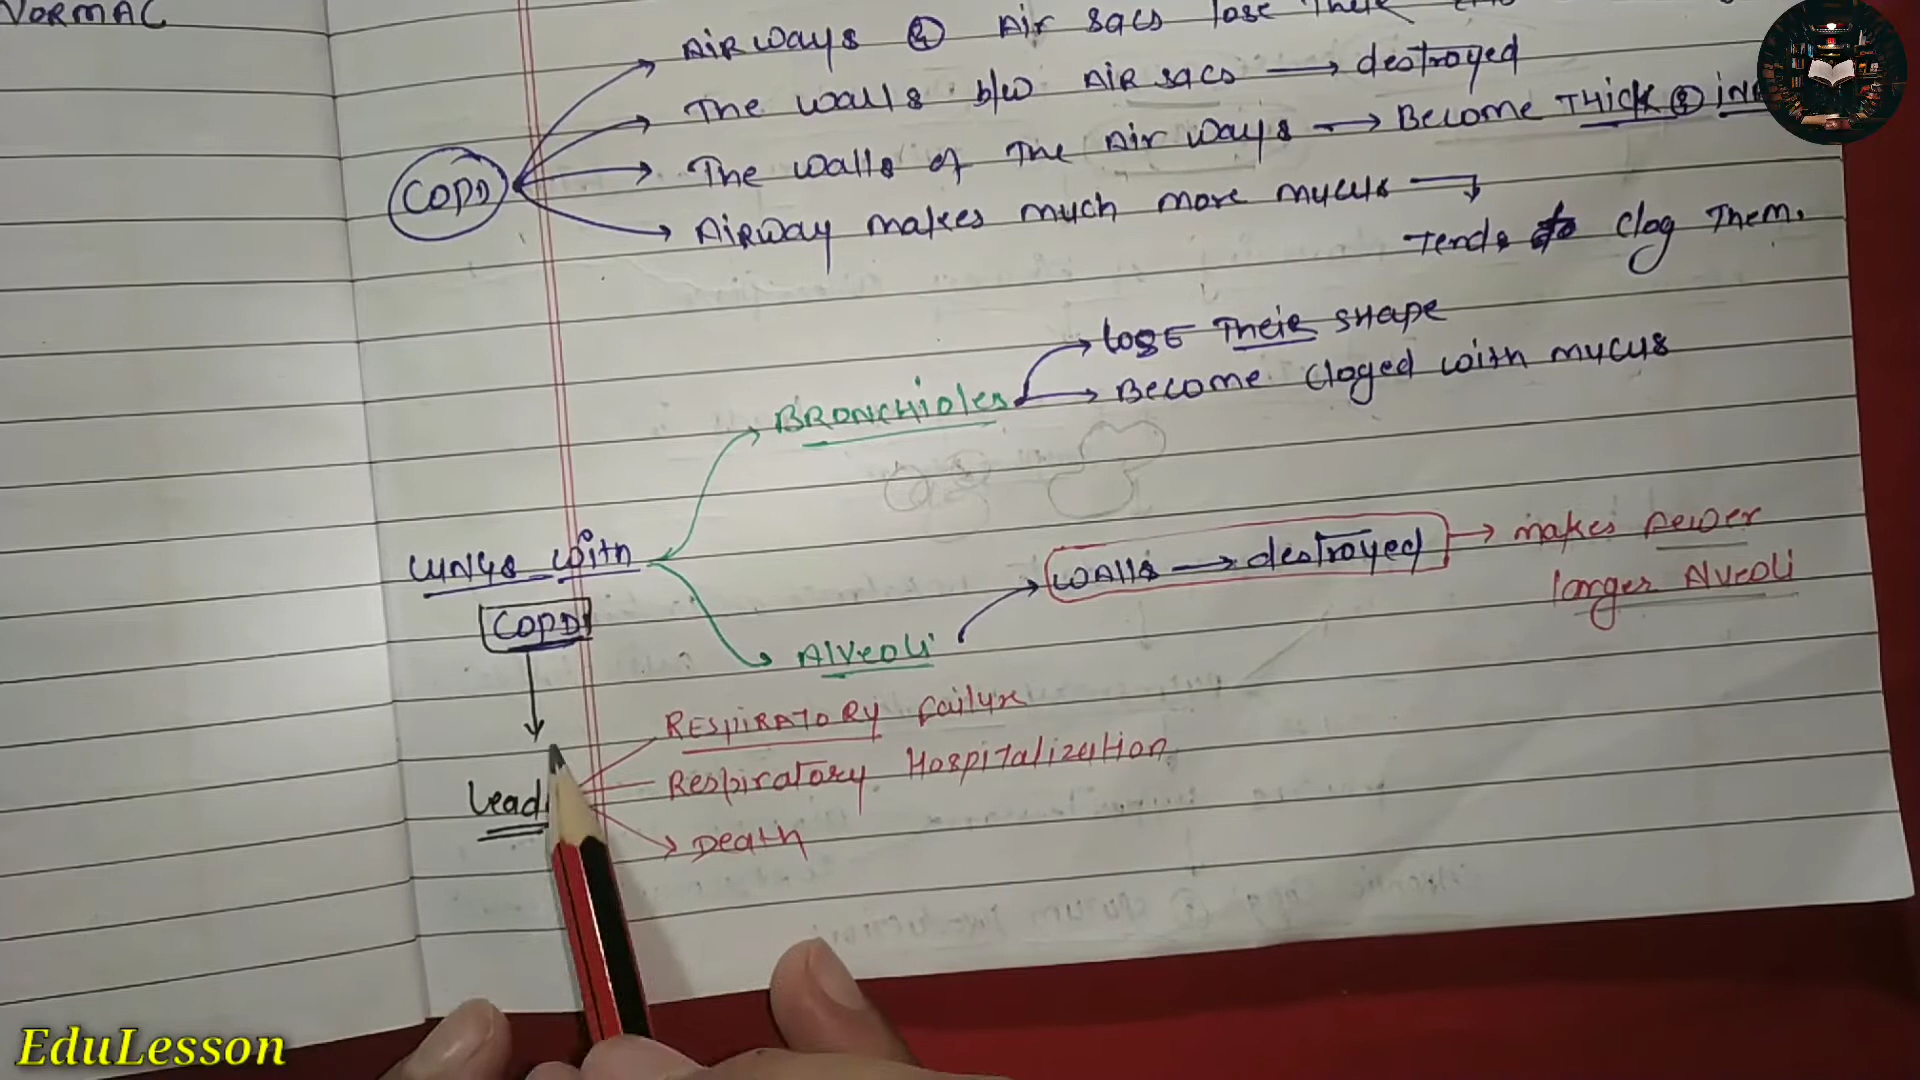 NORMAL
Airways & Air sacs lose Their
The walls b/w Air sacs → destroyed
The walls of The Air ways → Become Thick &
COPD
Airway makes much more mucus →
Tends to Clog Them.
lose Their shape
BRONCHIOles
Become Cloged with mucus
LUNGS with
COPD
walls → destroyed → makes fewer
larger Alveoli
Alveoli
RESPIRATORY failure
Respiratory Hospitalization
Lead
Death
EduLesson